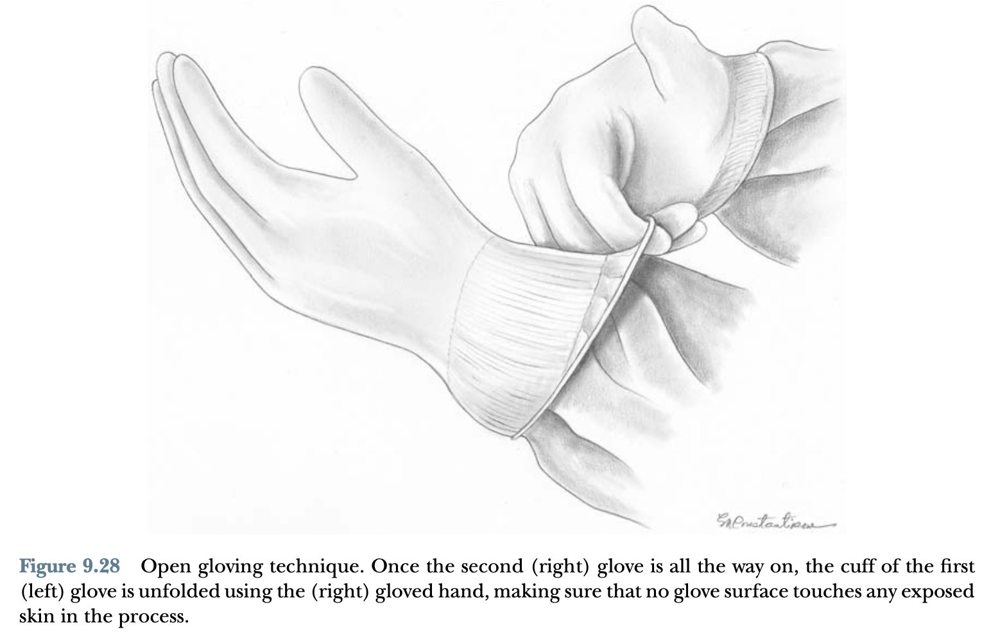 Figure 9.28 Open gloving technique. Once the second (right) glove is all the way on, the cuff of the first
(left) glove is unfolded using the (right) gloved hand, making sure that no glove surface touches any exposed
skin in the process.